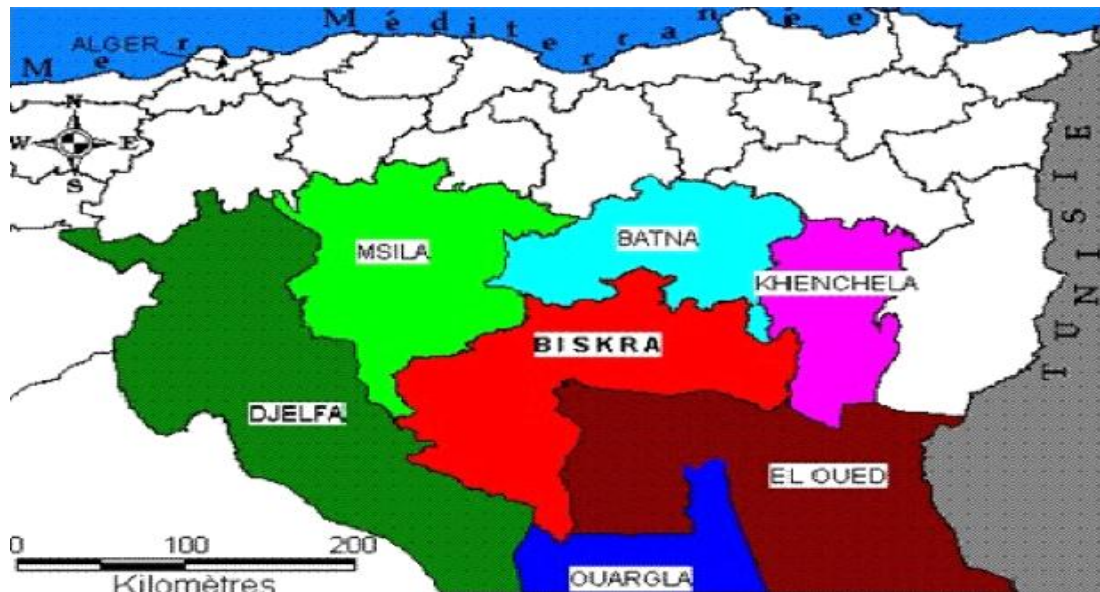 Mer Méditerranée
ALGER
N
W E
S
MSILA
BATNA
KHENCHELA
BISKRA
DJELFA
EL OUED
OUARGLA
TUNISIE
0 100 200
Kilomètres